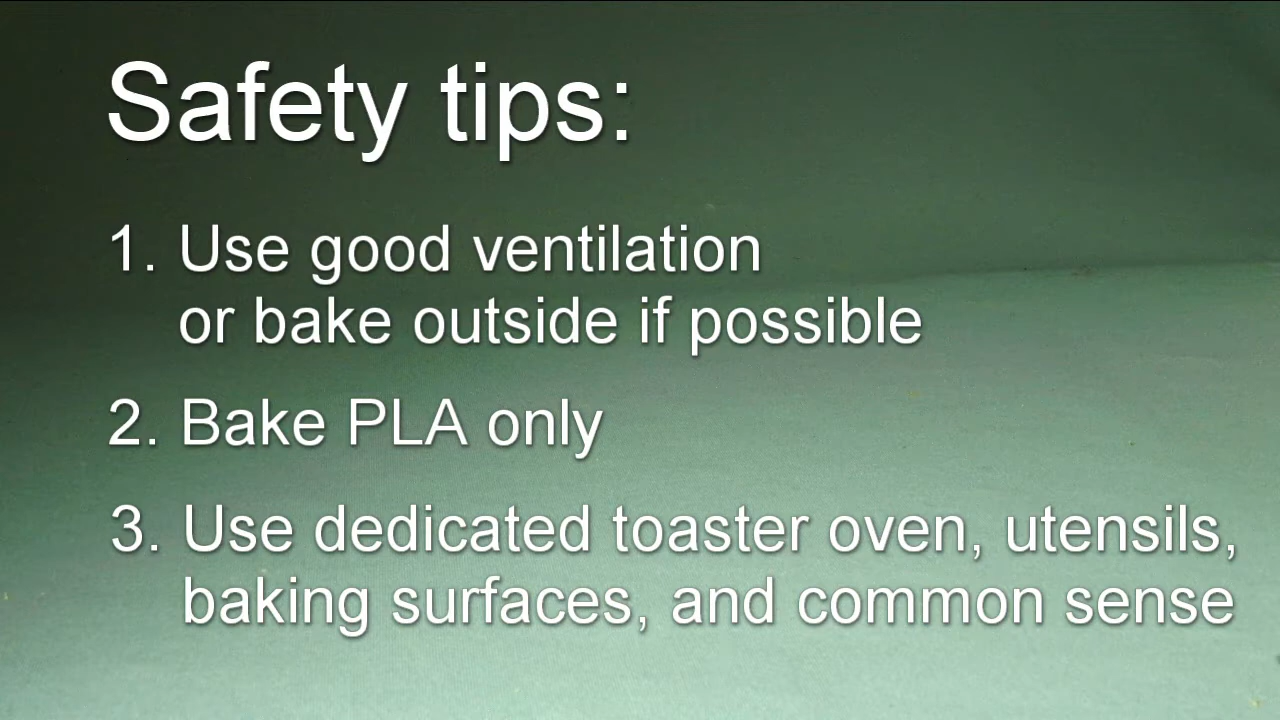 Safety tips:
1. Use good ventilation
or bake outside if possible
2. Bake PLA only
3. Use dedicated toaster oven, utensils,
baking surfaces, and common sense